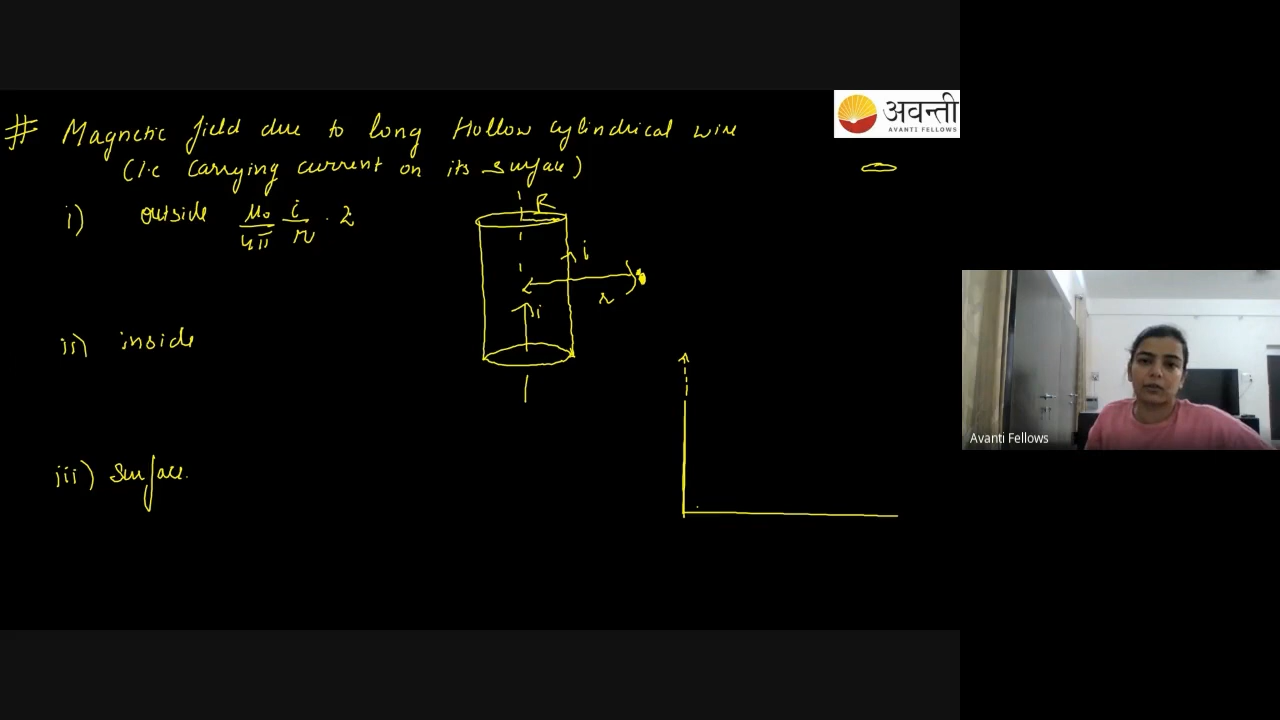 # Magnetic field due to long Hollow cylindrical wire
(i.e carrying current on its surface)
अवन्ती
AVANTI FELLOWS
i) outside μ₀/4π i/r · 2
R
i
r
i
ii) inside
iii) Surface.
Avanti Fellows